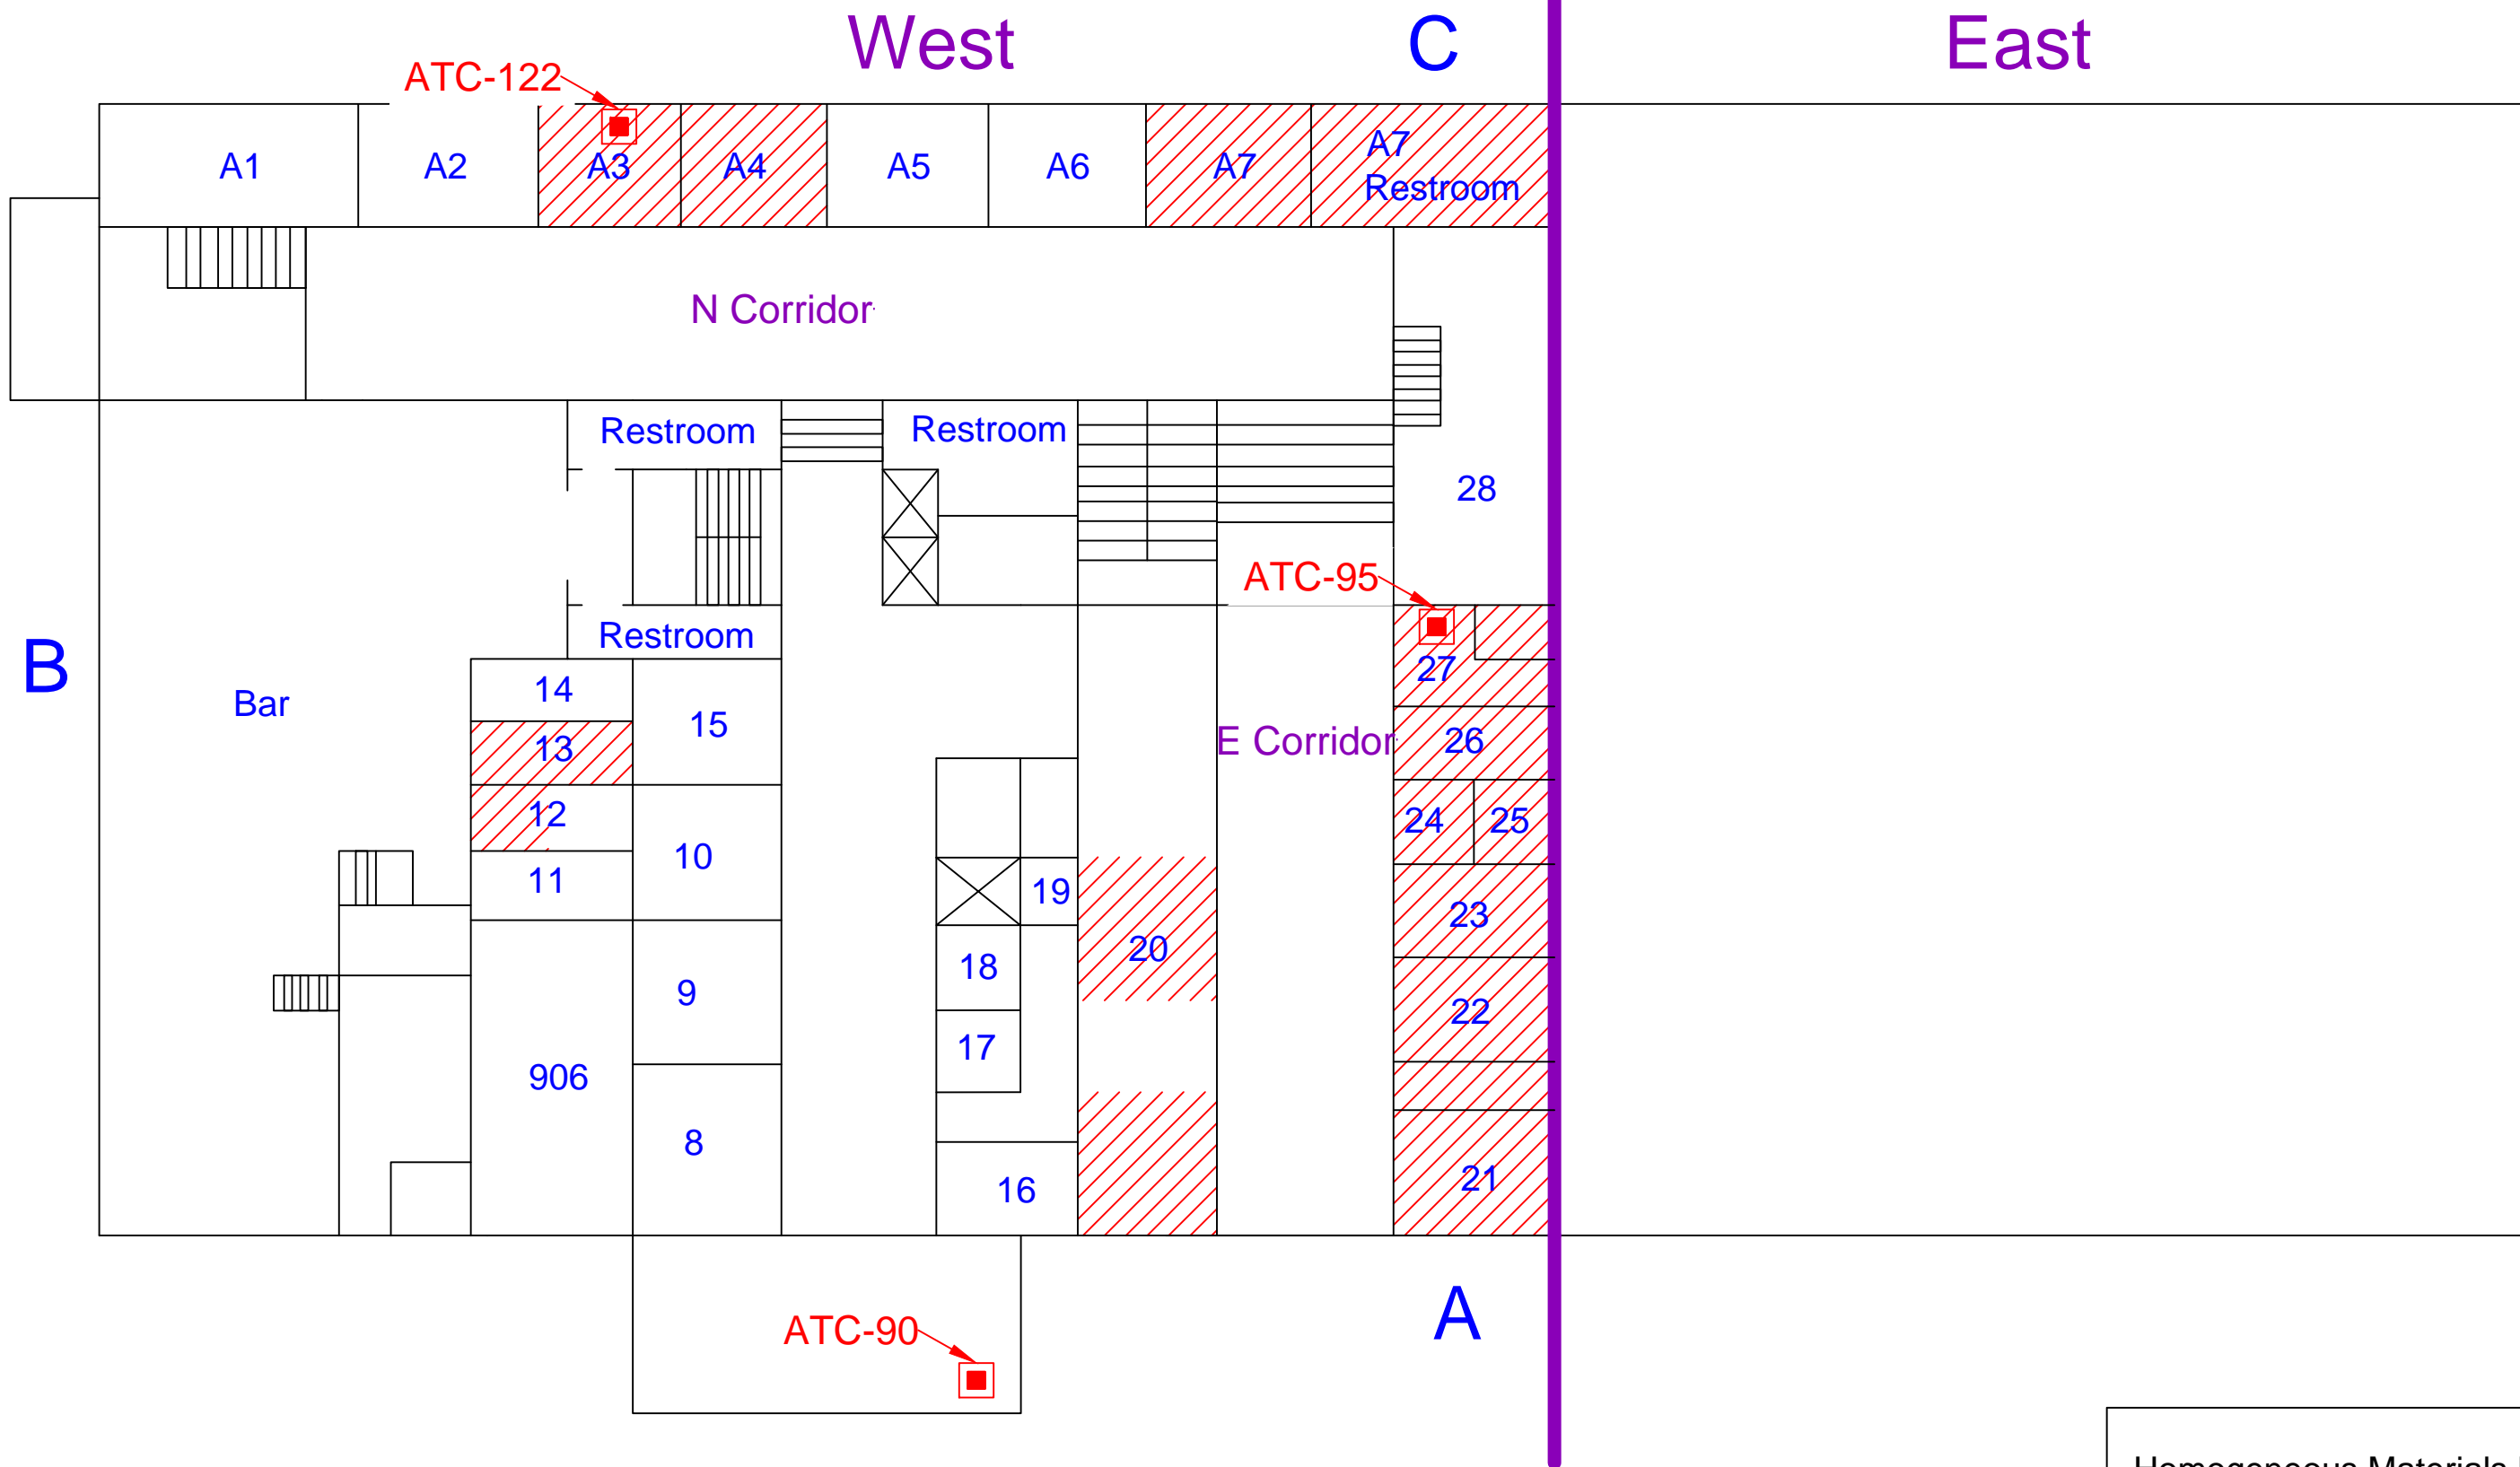 West
C
East
ATC-122
A1
A2
A3
A4
A5
A6
A7
A7
Restroom
N Corridor
Restroom
Restroom
28
ATC-95
B
Restroom
27
Bar
14
15
13
E Corridor
26
12
24
25
10
11
19
23
20
18
9
22
17
906
8
16
21
A
ATC-90
Homogeneous Materials